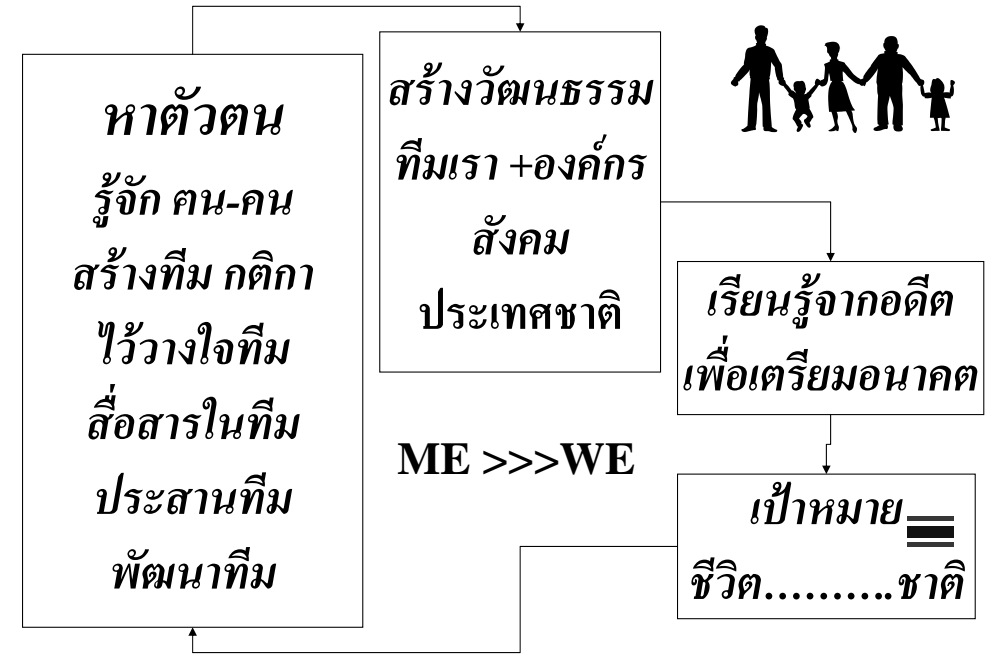 หาตัวตน
รู้จัก ฅน-คน
สร้างทีม กติกา
ไว้วางใจทีม
สื่อสารในทีม
ประสานทีม
พัฒนาทีม
สร้างวัฒนธรรม
ทีมเรา +องค์กร
สังคม
ประเทศชาติ
เรียนรู้จากอดีต
เพื่อเตรียมอนาคต
ME >>>WE
เป้าหมาย
ชีวิต..........ชาติ